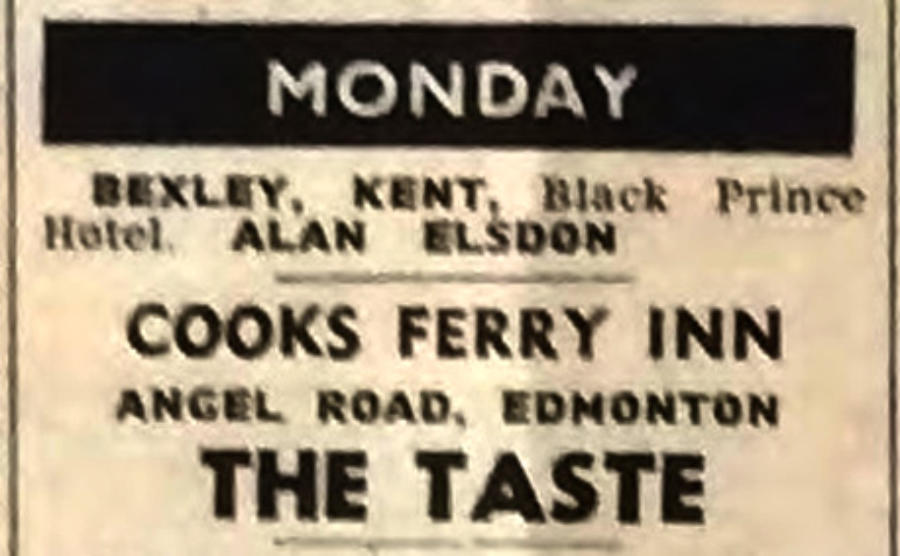 MONDAY
BEXLEY, KENT, Black Prince
Hotel. ALAN ELSDON
COOKS FERRY INN
ANGEL ROAD, EDMONTON
THE TASTE